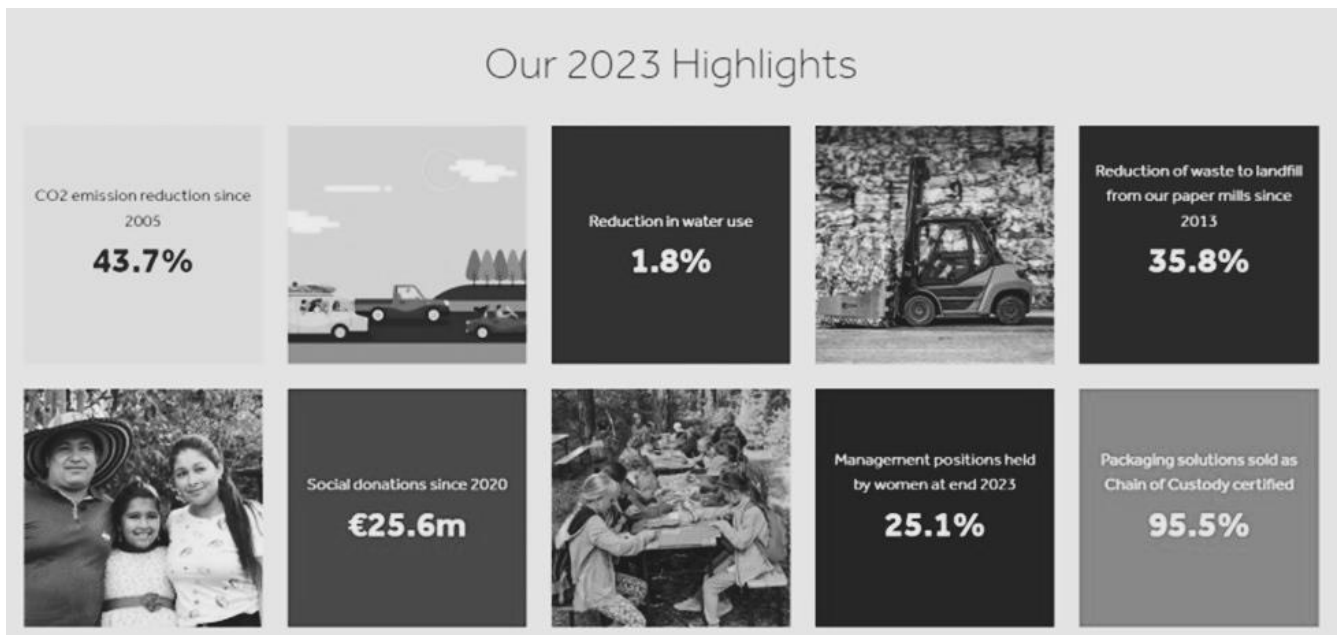 Our 2023 Highlights
CO2 emission reduction since
2005
43.7%
Reduction in water use
1.8%
Reduction of waste to landfill
from our paper mills since
2013
35.8%
Social donations since 2020
€25.6m
Management positions held
by women at end 2023
25.1%
Packaging solutions sold as
Chain of Custody certified
95.5%